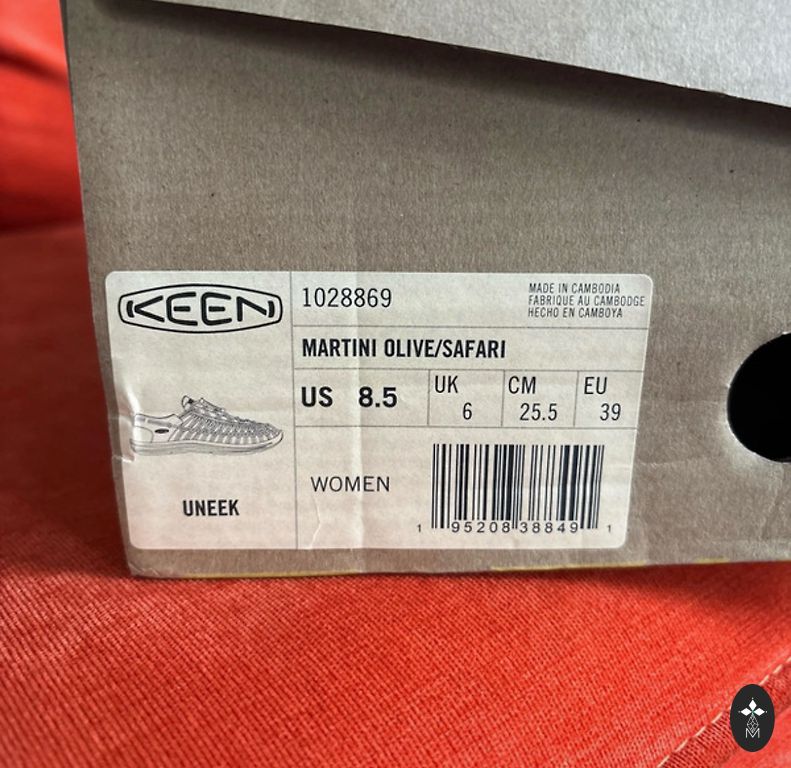 KEEN
1028869
MADE IN CAMBODIA
FABRIQUE AU CAMBODGE
HECHO EN CAMBOYA
MARTINI OLIVE/SAFARI
US 8.5
UK 6
CM 25.5
EU 39
UNEEK
WOMEN
1 95208 38849 1
M